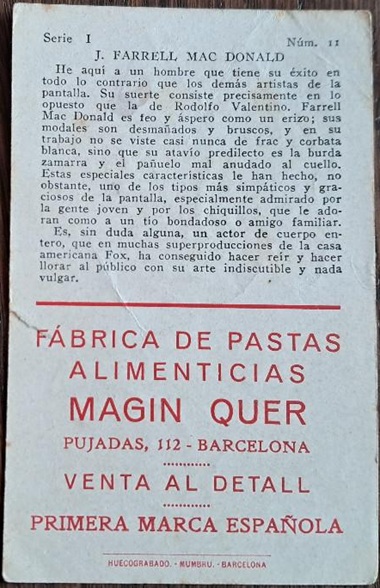 Serie I Núm. 11
J. FARRELL MAC DONALD
He aquí a un hombre que tiene su éxito en
todo lo contrario que los demás artistas de la
pantalla. Su suerte consiste precisamente en lo
opuesto que la de Rodolfo Valentino. Farrell
Mac Donald es feo y áspero como un erizo; sus
modales son desmañados y bruscos, y en su
trabajo no se viste casi nunca de frac y corbata
blanca, sino que su atavío predilecto es la burda
zamarra y el pañuelo mal anudado al cuello.
Estas especiales características le han hecho, no
obstante, uno de los tipos más simpáticos y gra-
ciosos de la pantalla, especialmente admirado por
la gente joven y por los chiquillos, que le ado-
ran como a un tío bondadoso o amigo familiar.
Es, sin duda alguna, un actor de cuerpo en-
tero, que en muchas superproducciones de la casa
americana Fox, ha conseguido hacer reír y hacer
llorar al público con su arte indiscutible y nada
vulgar.
FÁBRICA DE PASTAS
ALIMENTICIAS
MAGIN QUER
PUJADAS, 112 - BARCELONA
VENTA AL DETALL
PRIMERA MARCA ESPAÑOLA
HUECOGRABADO. - MUMBRU. - BARCELONA